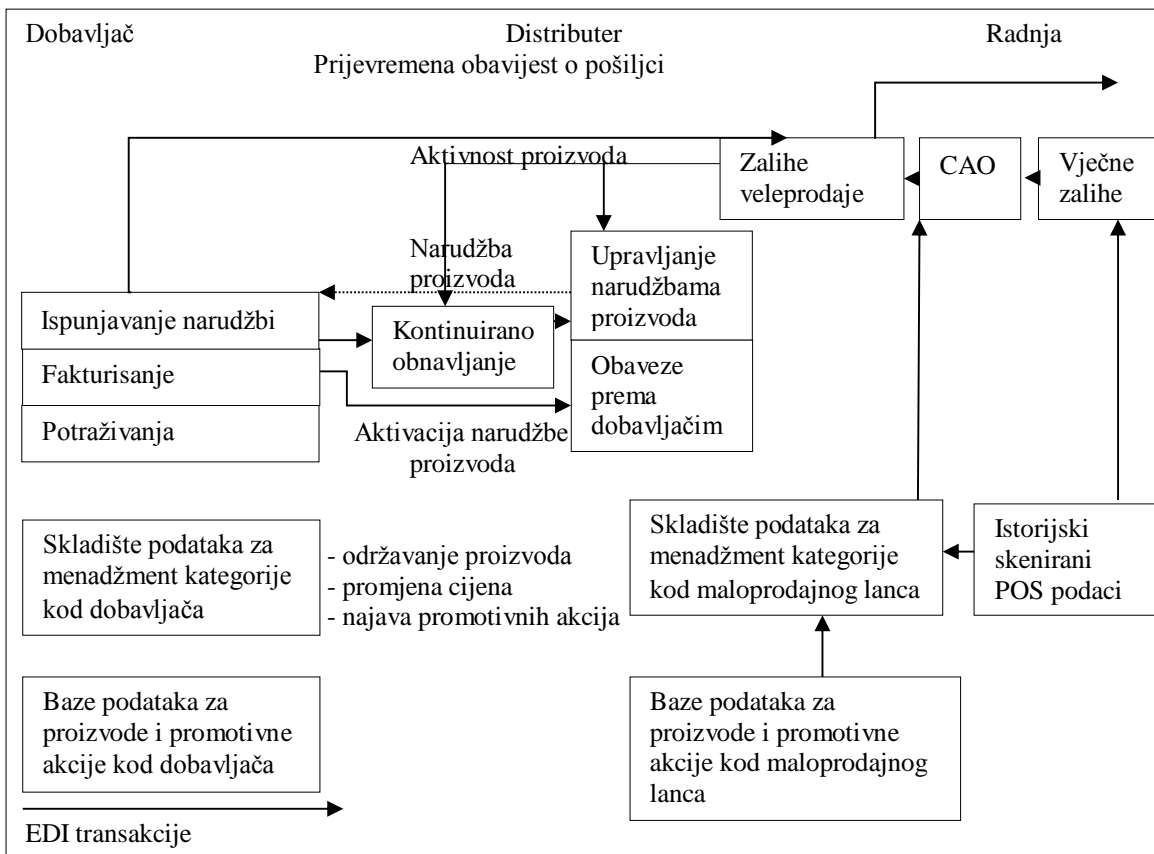 Dobavljač
Distributer
Radnja
Prijevremena obavijest o pošiljci
Aktivnost proizvoda
Zalihe
veleprodaje
CAO
Vječne
zalihe
Narudžba
proizvoda
Upravljanje
narudžbama
proizvoda
Ispunjavanje narudžbi
Kontinuirano
obnavljanje
Fakturisanje
Obaveze
prema
dobavljačim
Potraživanja
Aktivacija narudžbe
proizvoda
Skladište podataka za
menadžment kategorije
kod dobavljača
- održavanje proizvoda
- promjena cijena
- najava promotivnih akcija
Skladište podataka za
menadžment kategorije
kod maloprodajnog lanca
Istorijski
skenirani
POS podaci
Baze podataka za
proizvode i promotivne
akcije kod dobavljača
Baze podataka za
proizvode i promotivne
akcije kod maloprodajnog
lanca
EDI transakcije